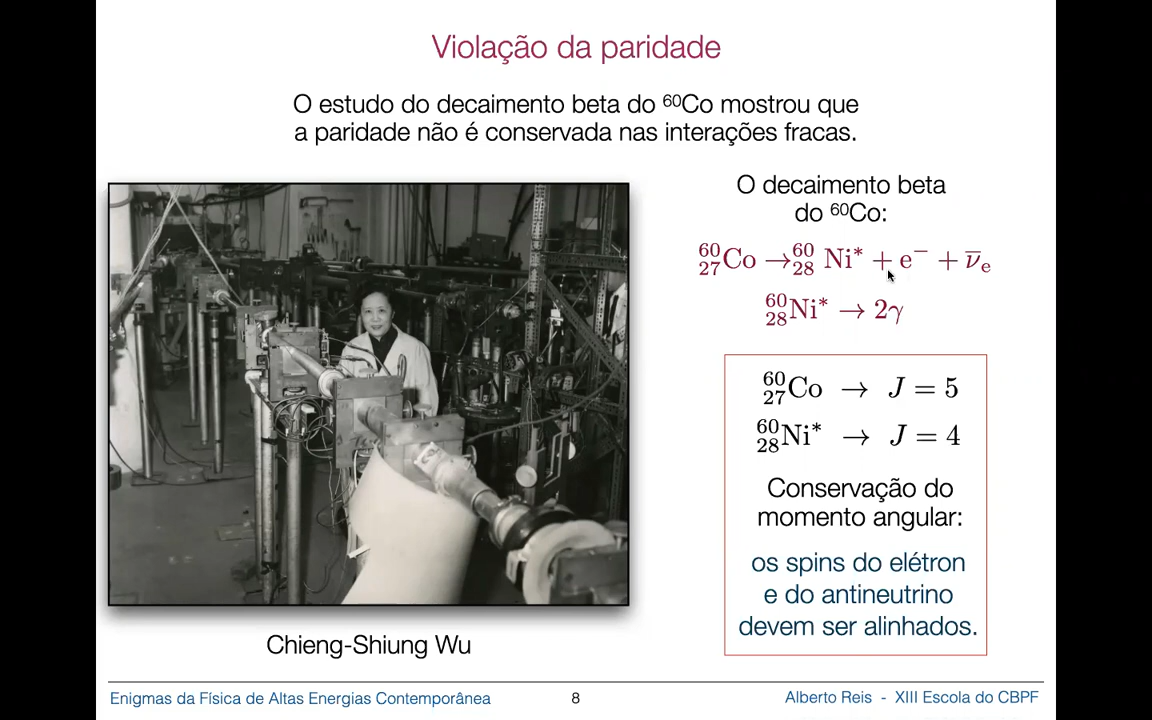 Violação da paridade
O estudo do decaimento beta do ⁶⁰Co mostrou que
a paridade não é conservada nas interações fracas.
O decaimento beta
do ⁶⁰Co:
⁶⁰₂₇Co → ⁶⁰₂₈Ni* + e⁻ + ν̅ₑ
⁶⁰₂₈Ni* → 2γ
⁶⁰₂₇Co → J = 5
⁶⁰₂₈Ni* → J = 4
Conservação do
momento angular:
os spins do elétron
e do antineutrino
devem ser alinhados.
Chieng-Shiung Wu
Enigmas da Física de Altas Energias Contemporânea
8
Alberto Reis - XIII Escola do CBPF